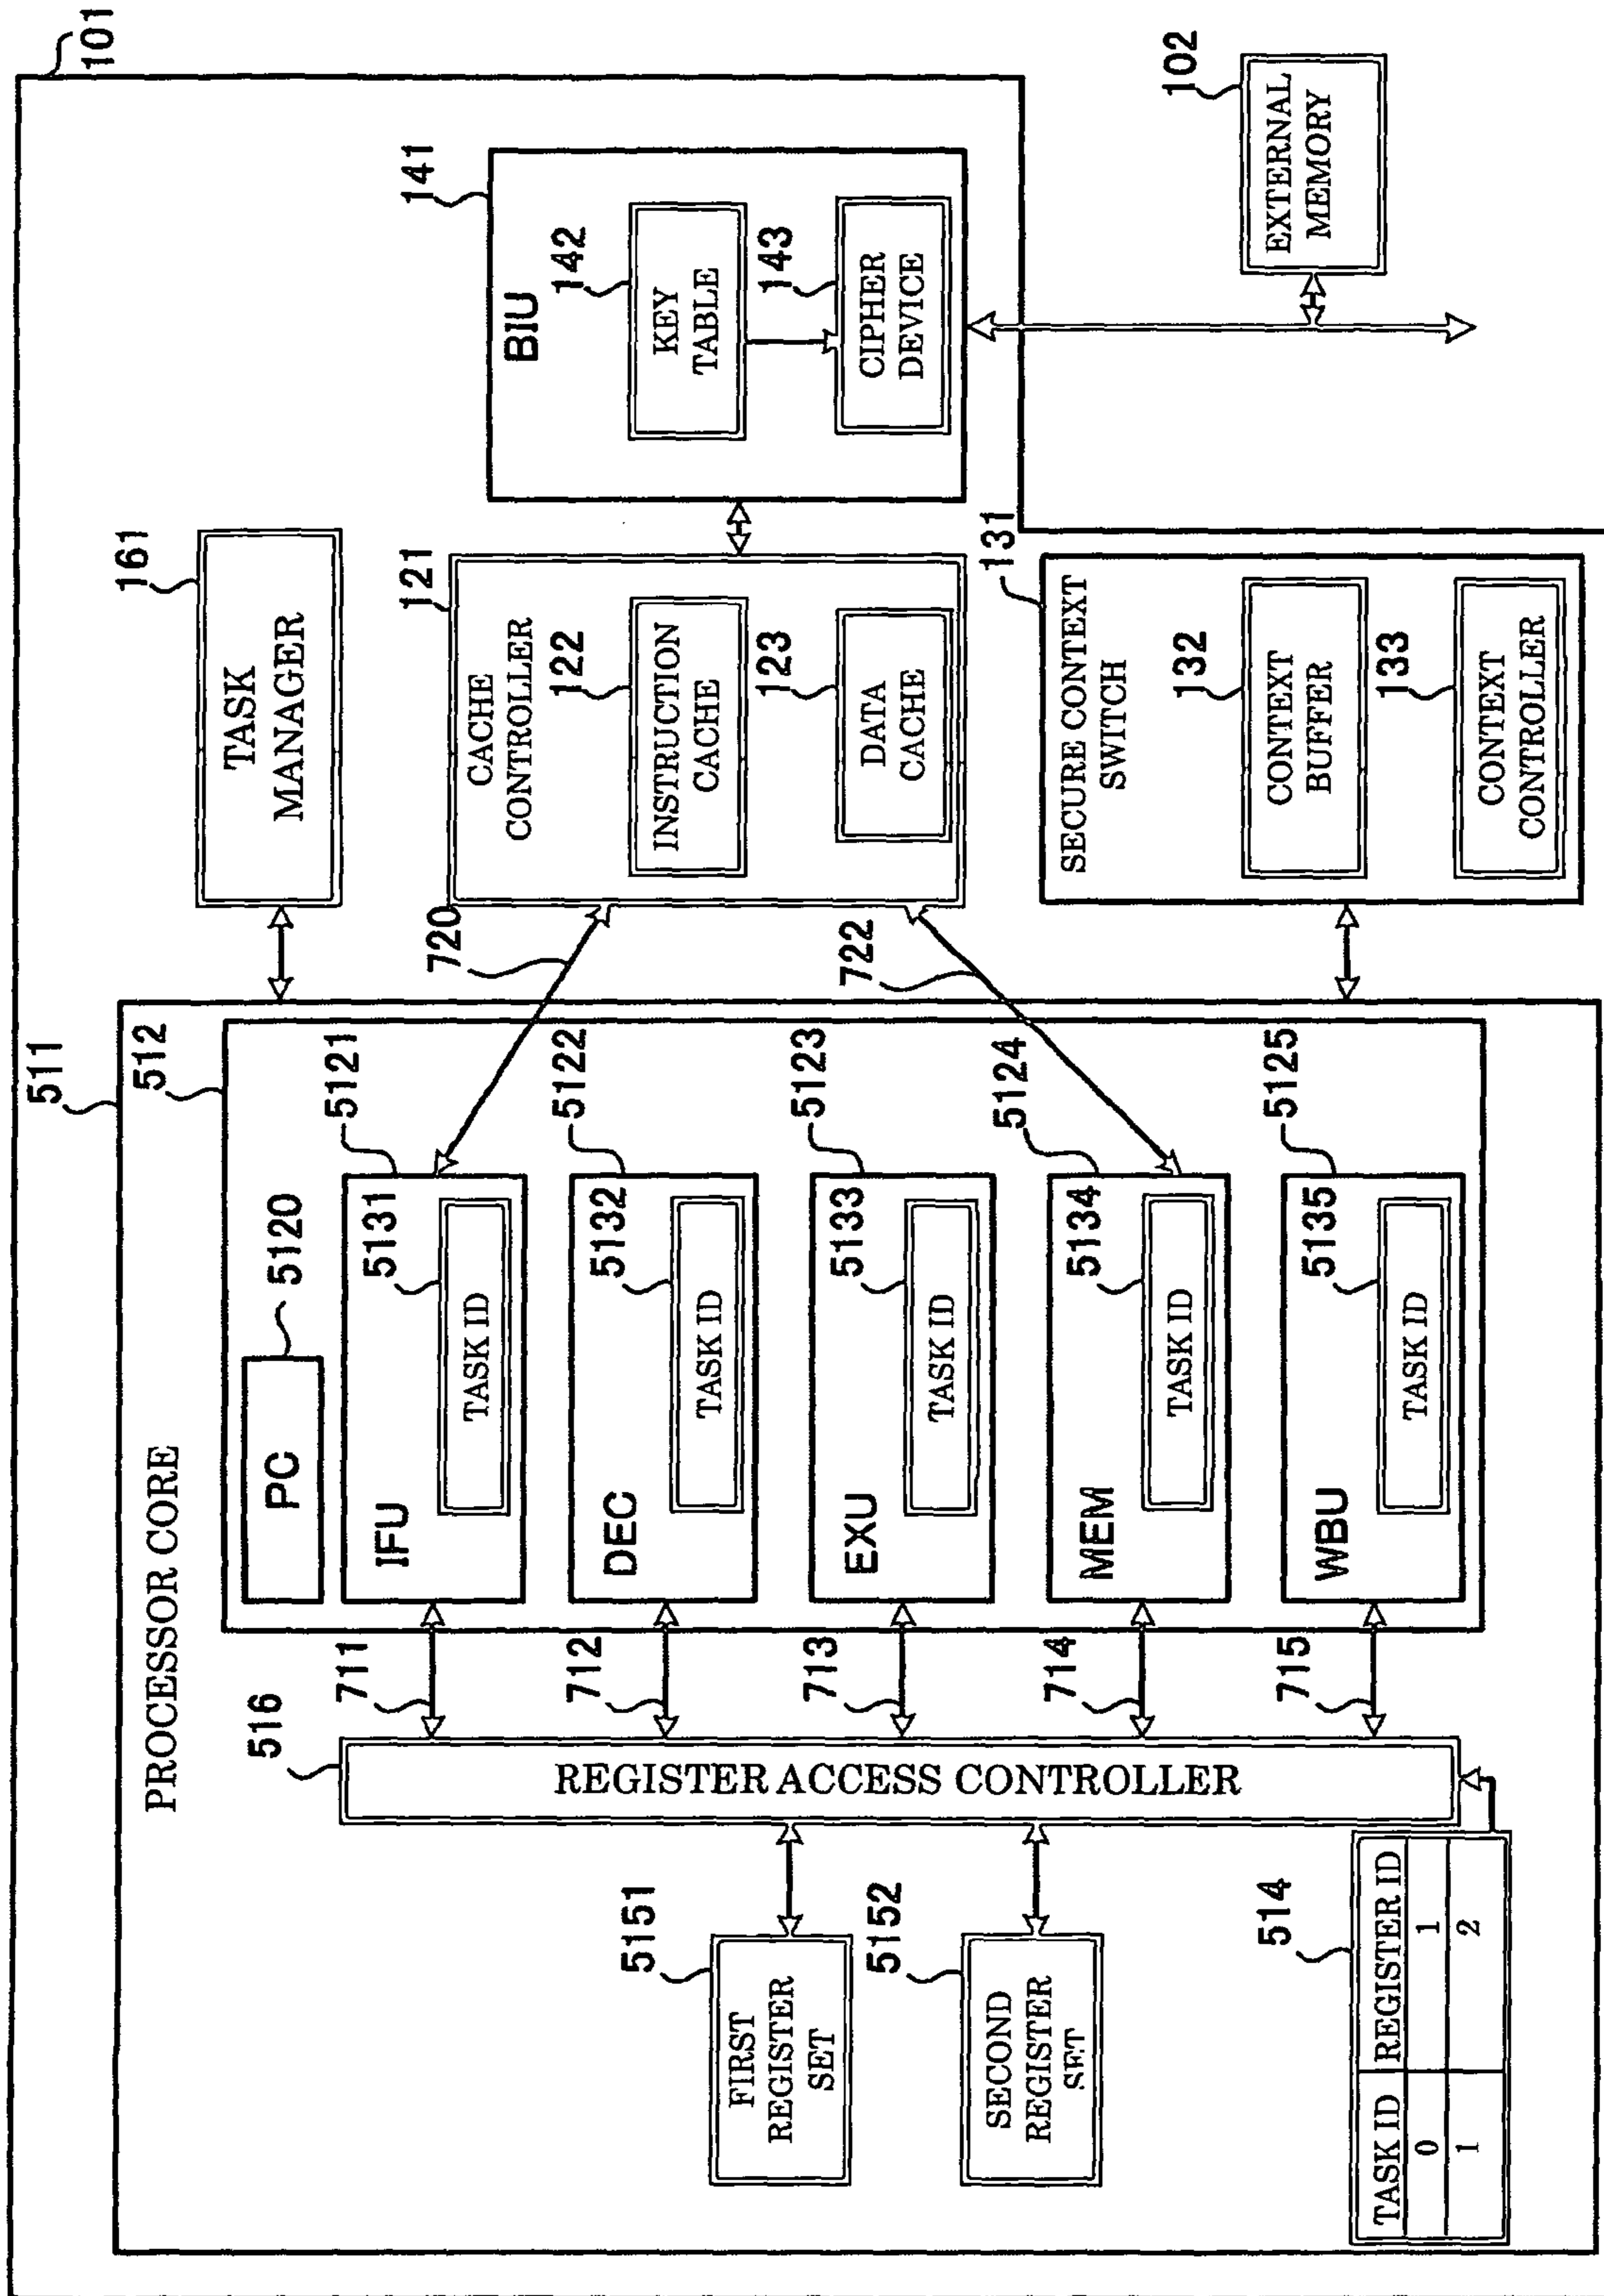 101
511
PROCESSOR CORE
512
PC
5120
516
711
IFU
5121
5131
TASK ID
712
DEC
5122
5132
TASK ID
713
EXU
5123
5133
TASK ID
714
MEM
5124
5134
TASK ID
715
WBU
5125
5135
TASK ID
REGISTER ACCESS CONTROLLER
5151
FIRST
REGISTER
SET
5152
SECOND
REGISTER
SET
514
TASK ID REGISTER ID
0 1
1 2
161
TASK
MANAGER
720
722
121
CACHE
CONTROLLER
122
INSTRUCTION
CACHE
123
DATA
CACHE
131
SECURE CONTEXT
SWITCH
132
CONTEXT
BUFFER
133
CONTEXT
CONTROLLER
141
BIU
142
KEY
TABLE
143
CIPHER
DEVICE
102
EXTERNAL
MEMORY